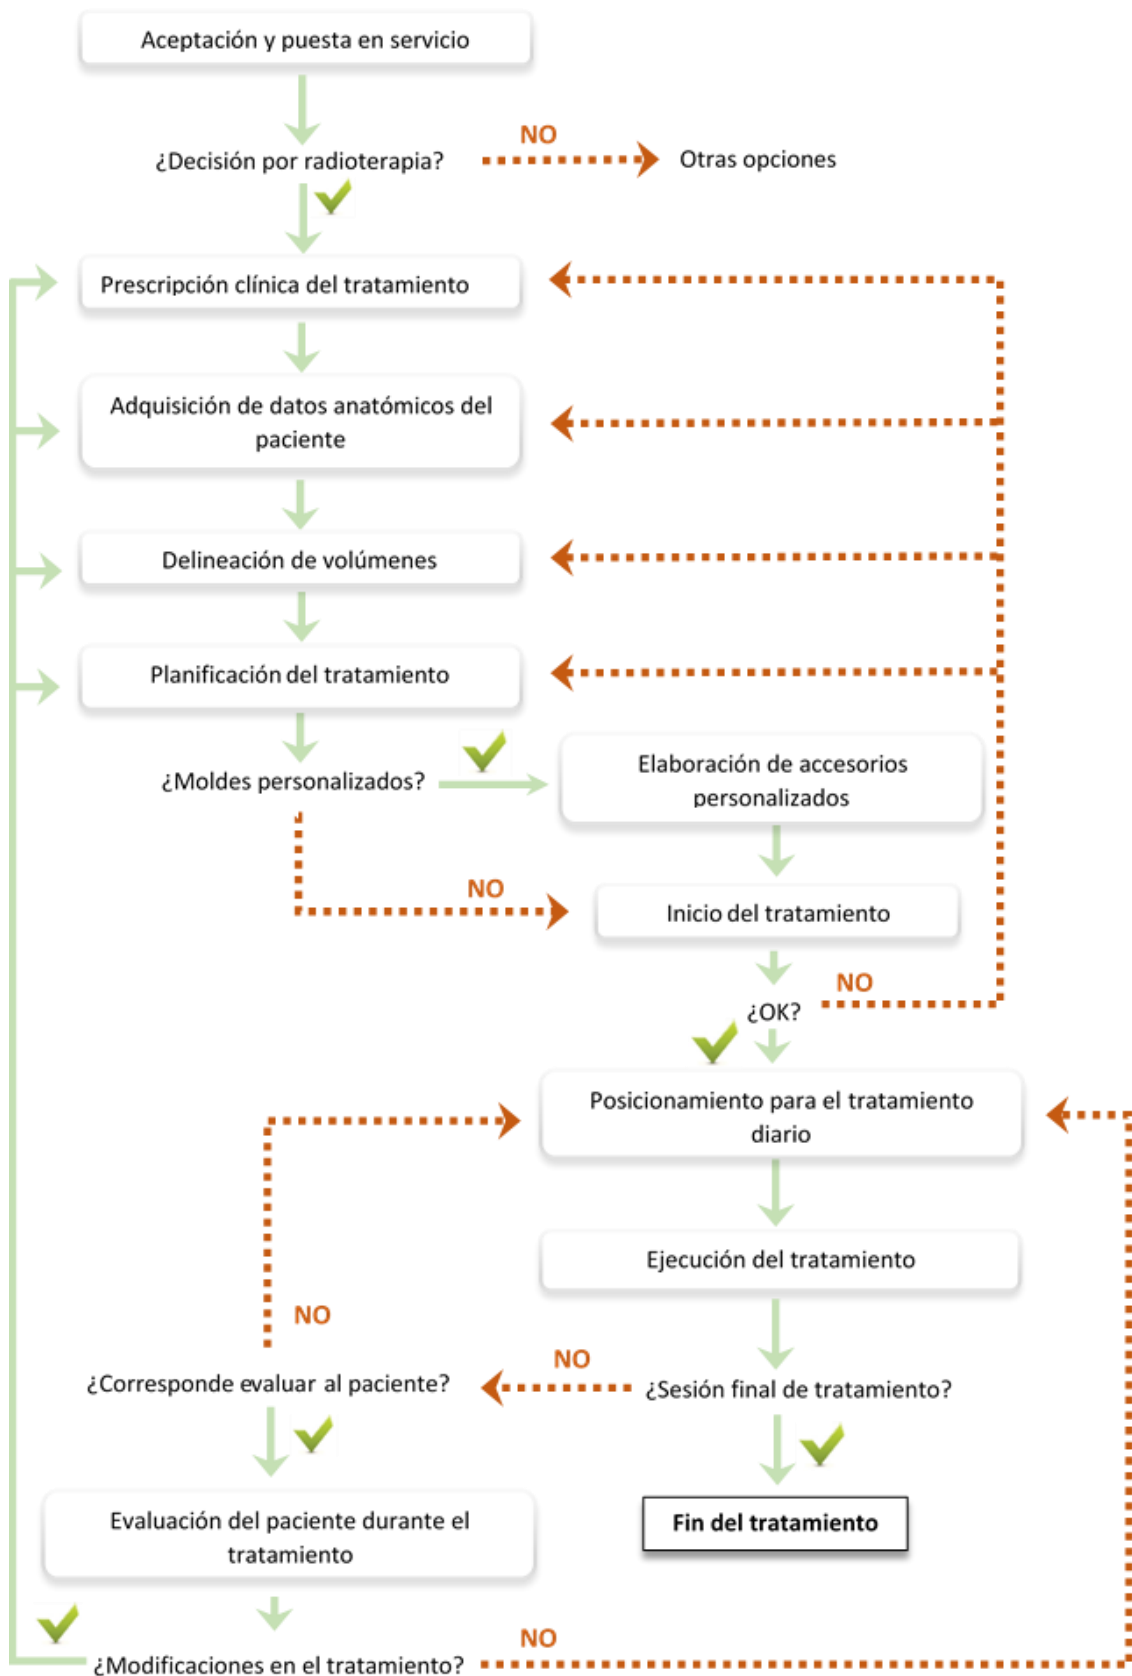 Aceptación y puesta en servicio
NO
¿Decisión por radioterapia?
Otras opciones
Prescripción clínica del tratamiento
Adquisición de datos anatómicos del
paciente
Delineación de volúmenes
Planificación del tratamiento
¿Moldes personalizados?
Elaboración de accesorios
personalizados
NO
Inicio del tratamiento
NO
¿OK?
Posicionamiento para el tratamiento
diario
Ejecución del tratamiento
NO
NO
¿Corresponde evaluar al paciente?
¿Sesión final de tratamiento?
Evaluación del paciente durante el
tratamiento
Fin del tratamiento
NO
¿Modificaciones en el tratamiento?